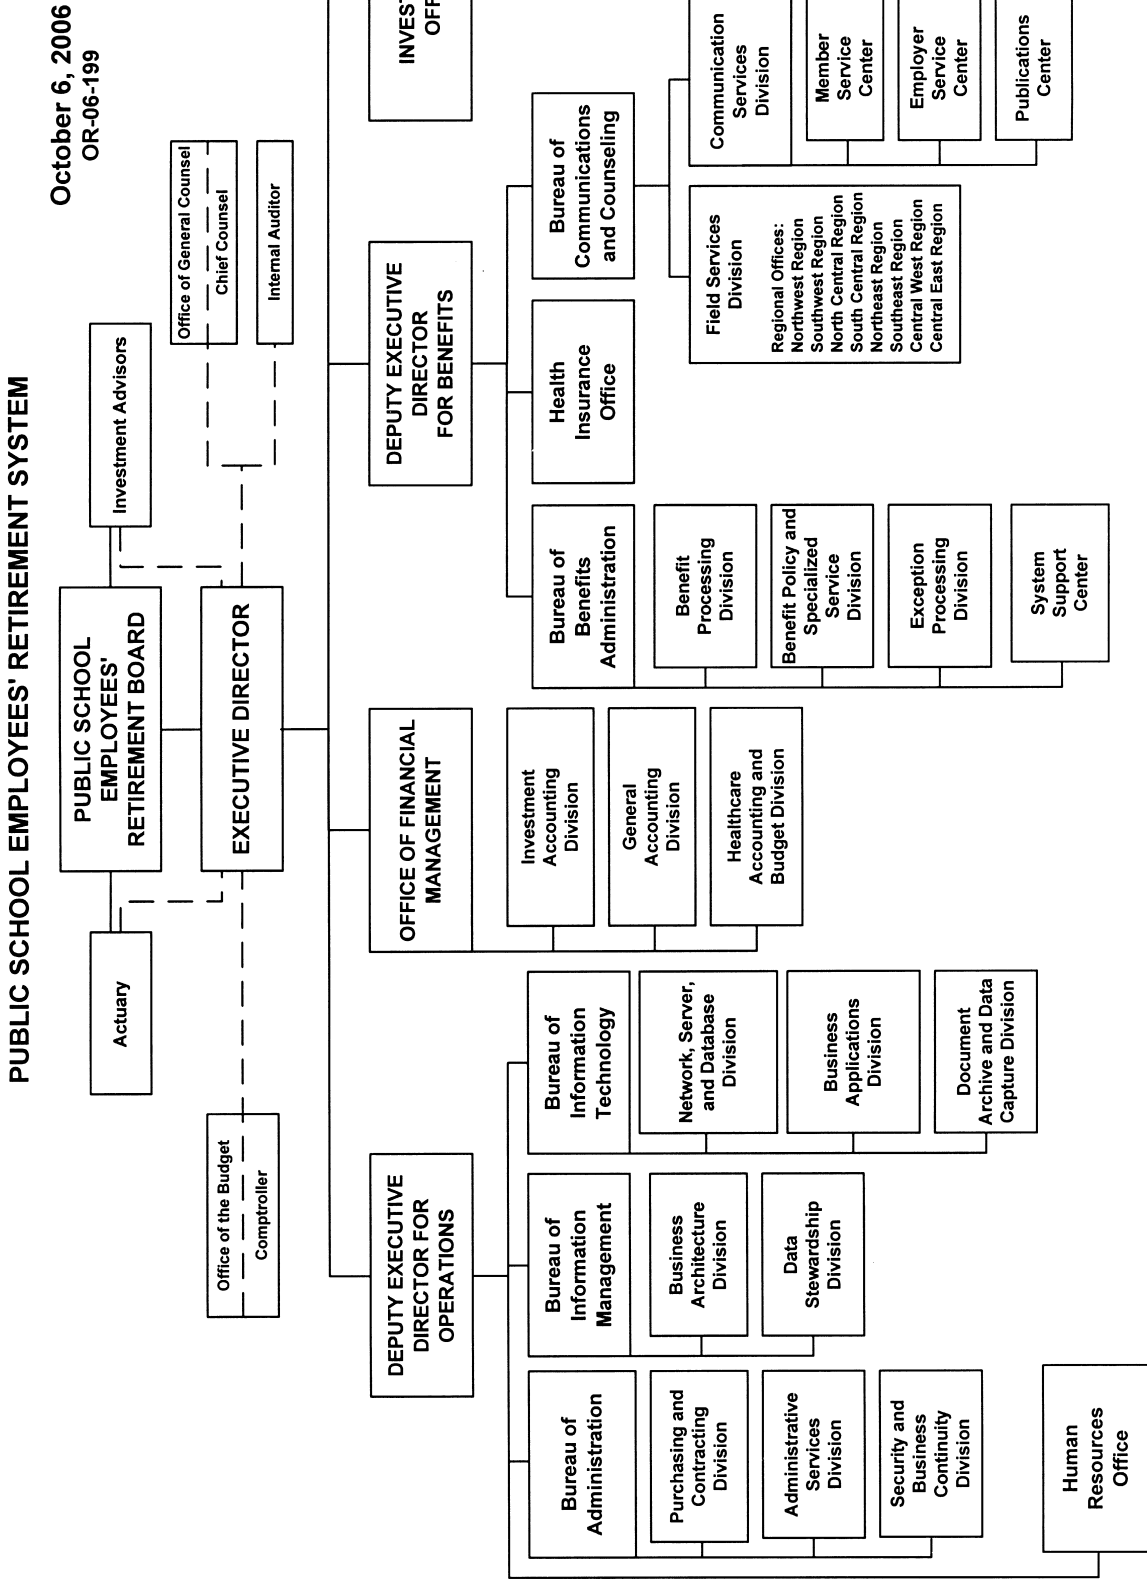 PUBLIC SCHOOL EMPLOYEES' RETIREMENT SYSTEM
October 6, 2006
OR-06-199
PUBLIC SCHOOL
EMPLOYEES'
RETIREMENT BOARD
Actuary
Investment Advisors
EXECUTIVE DIRECTOR
Office of the Budget
Comptroller
Office of General Counsel
Chief Counsel
Internal Auditor
DEPUTY EXECUTIVE
DIRECTOR FOR
OPERATIONS
OFFICE OF FINANCIAL
MANAGEMENT
DEPUTY EXECUTIVE
DIRECTOR
FOR BENEFITS
Bureau of
Administration
Purchasing and
Contracting
Division
Administrative
Services
Division
Security and
Business
Continuity
Division
Human
Resources
Office
Bureau of
Information
Management
Business
Architecture
Division
Data
Stewardship
Division
Bureau of
Information
Technology
Network, Server,
and Database
Division
Business
Applications
Division
Document
Archive and Data
Capture Division
Investment
Accounting
Division
General
Accounting
Division
Healthcare
Accounting and
Budget Division
Bureau of
Benefits
Administration
Benefit
Processing
Division
Benefit Policy and
Specialized
Service
Division
Exception
Processing
Division
System
Support
Center
Health
Insurance
Office
Bureau of
Communications
and Counseling
Field Services
Division
Regional Offices:
Northwest Region
Southwest Region
North Central Region
South Central Region
Northeast Region
Southeast Region
Central West Region
Central East Region
Communication
Services
Division
Member
Service
Center
Employer
Service
Center
Publications
Center